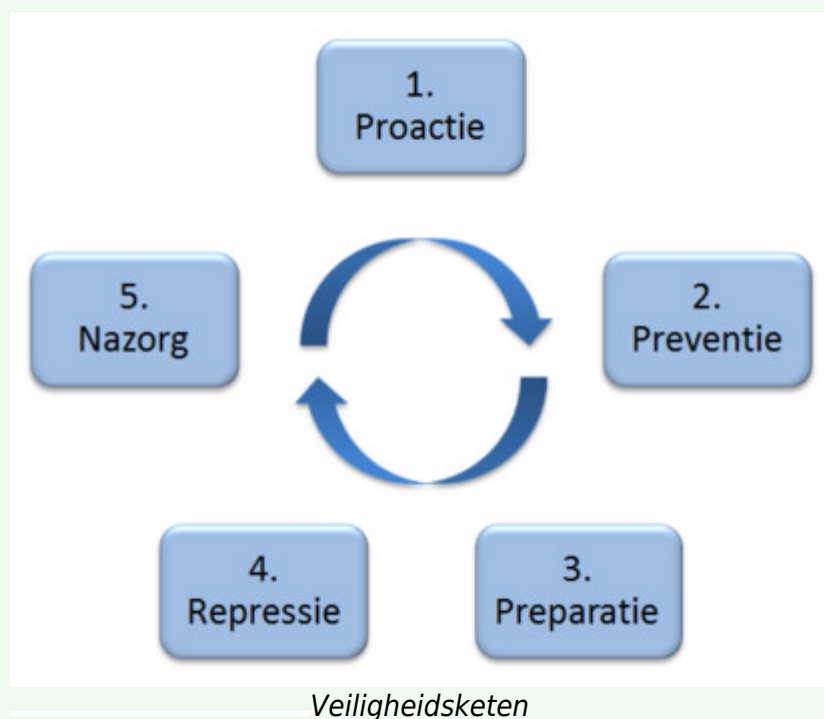 1.
Proactie
2.
Preventie
3.
Preparatie
4.
Repressie
5.
Nazorg
Veiligheidsketen